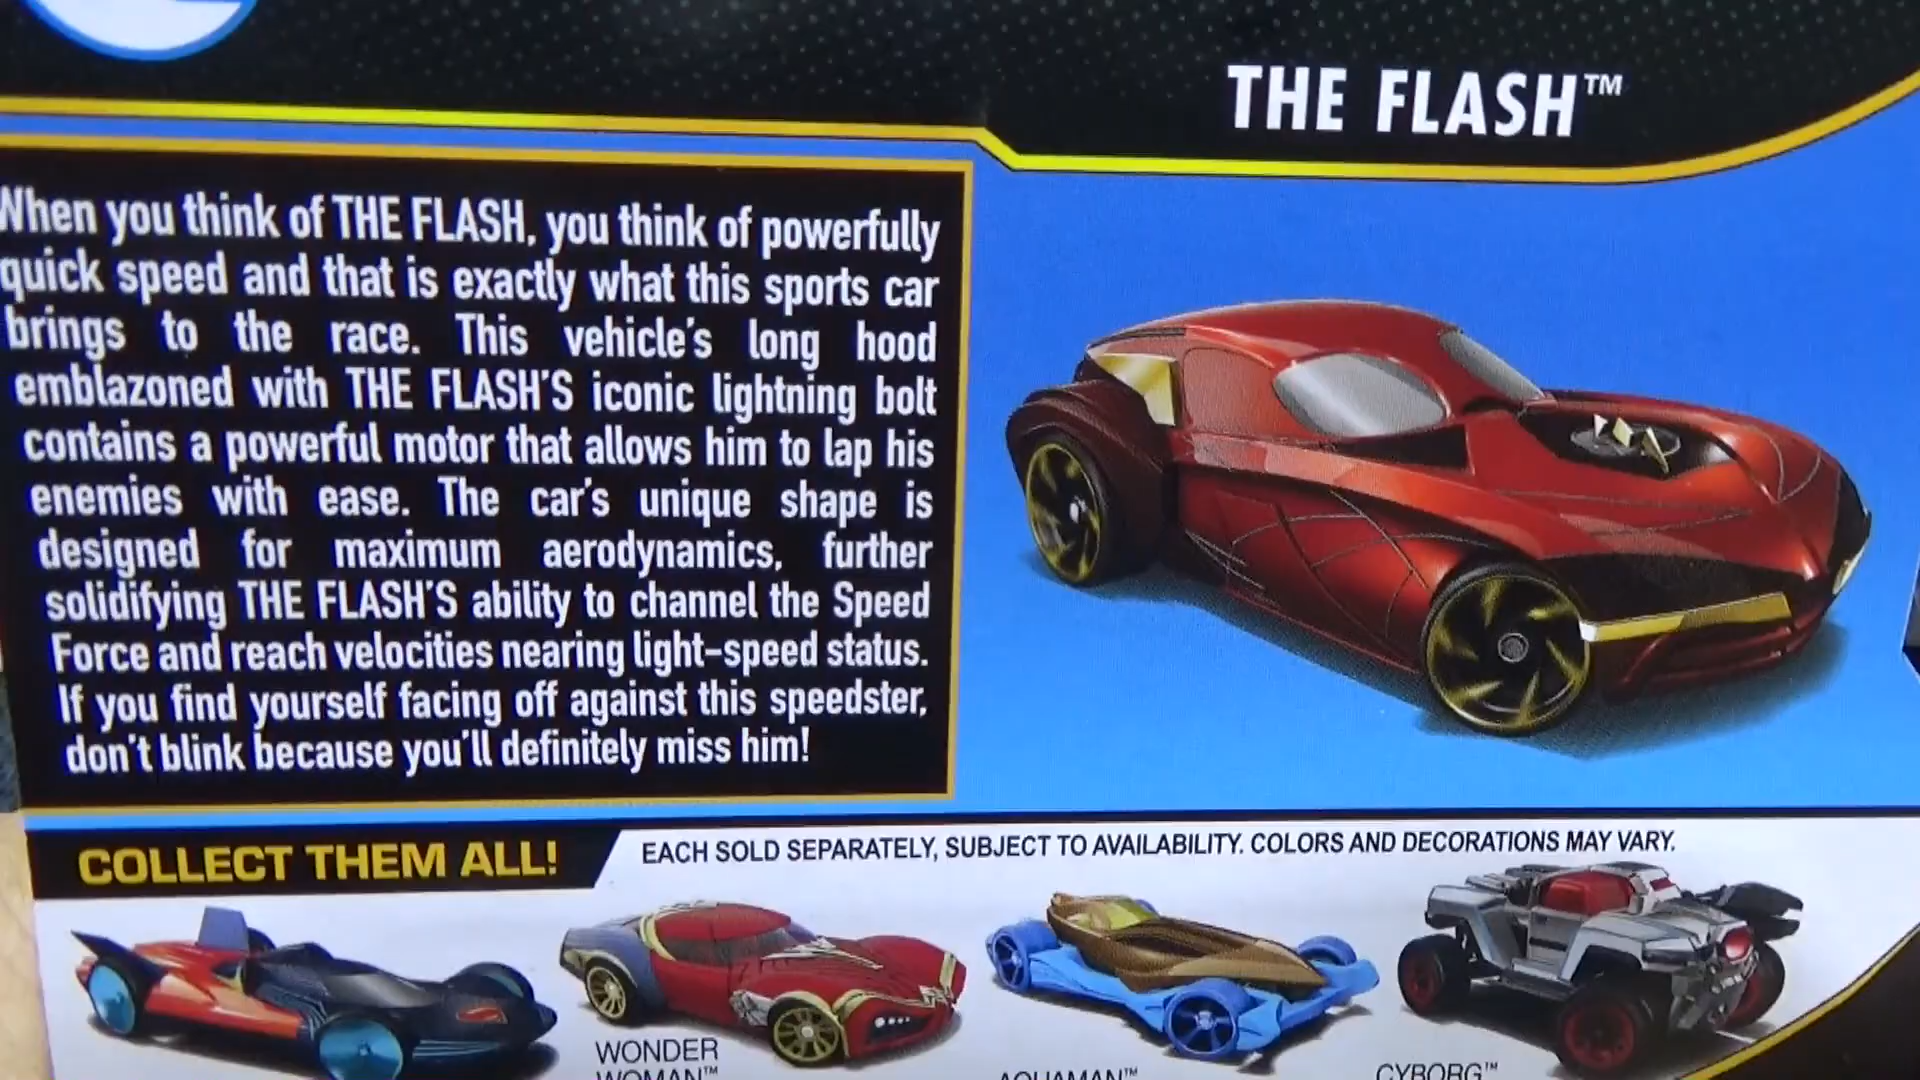 THE FLASH™
When you think of THE FLASH, you think of powerfully
quick speed and that is exactly what this sports car
brings to the race. This vehicle's long hood
emblazoned with THE FLASH'S iconic lightning bolt
contains a powerful motor that allows him to lap his
enemies with ease. The car's unique shape is
designed for maximum aerodynamics, further
solidifying THE FLASH'S ability to channel the Speed
Force and reach velocities nearing light-speed status.
If you find yourself facing off against this speedster,
don't blink because you'll definitely miss him!
COLLECT THEM ALL!
EACH SOLD SEPARATELY, SUBJECT TO AVAILABILITY. COLORS AND DECORATIONS MAY VARY.
WONDER
WOMAN™
AQUAMAN™
CYBORG™